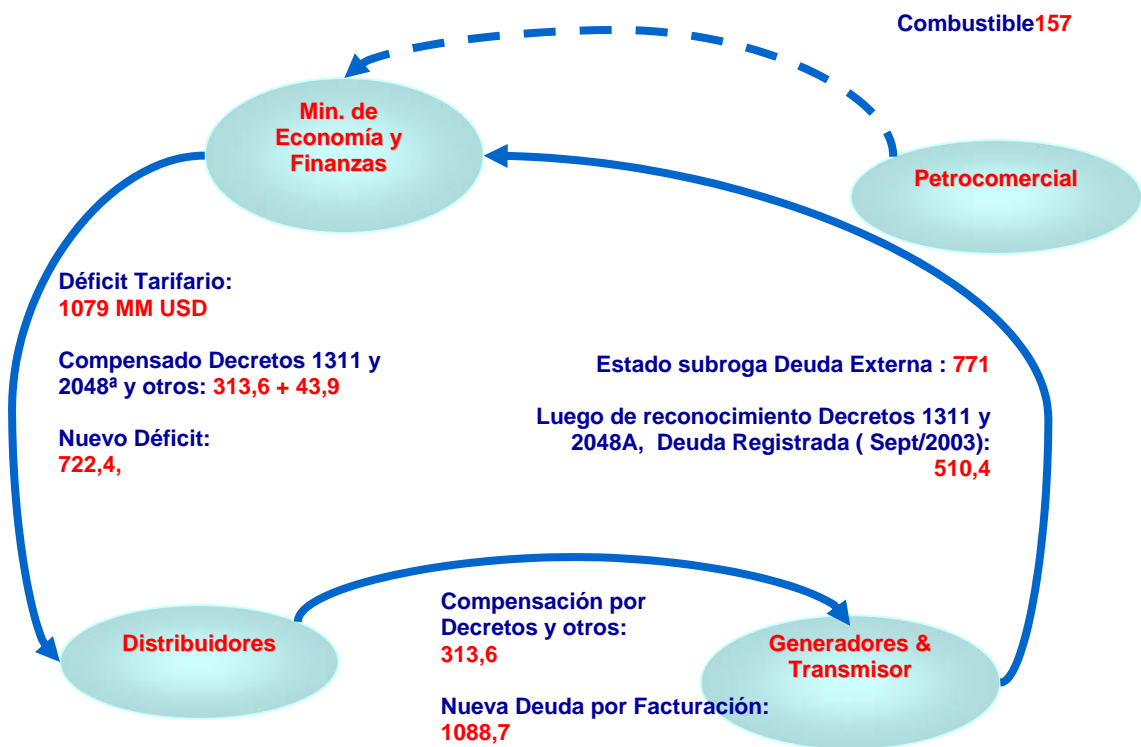 Combustible157
Min. de
Economía y
Finanzas
Petrocomercial
Déficit Tarifario:
1079 MM USD
Compensado Decretos 1311 y
2048ª y otros: 313,6 + 43,9
Nuevo Déficit:
722,4,
Estado subroga Deuda Externa : 771
Luego de reconocimiento Decretos 1311 y
2048A, Deuda Registrada ( Sept/2003):
510,4
Distribuidores
Compensación por
Decretos y otros:
313,6
Nueva Deuda por Facturación:
1088,7
Generadores &
Transmisor